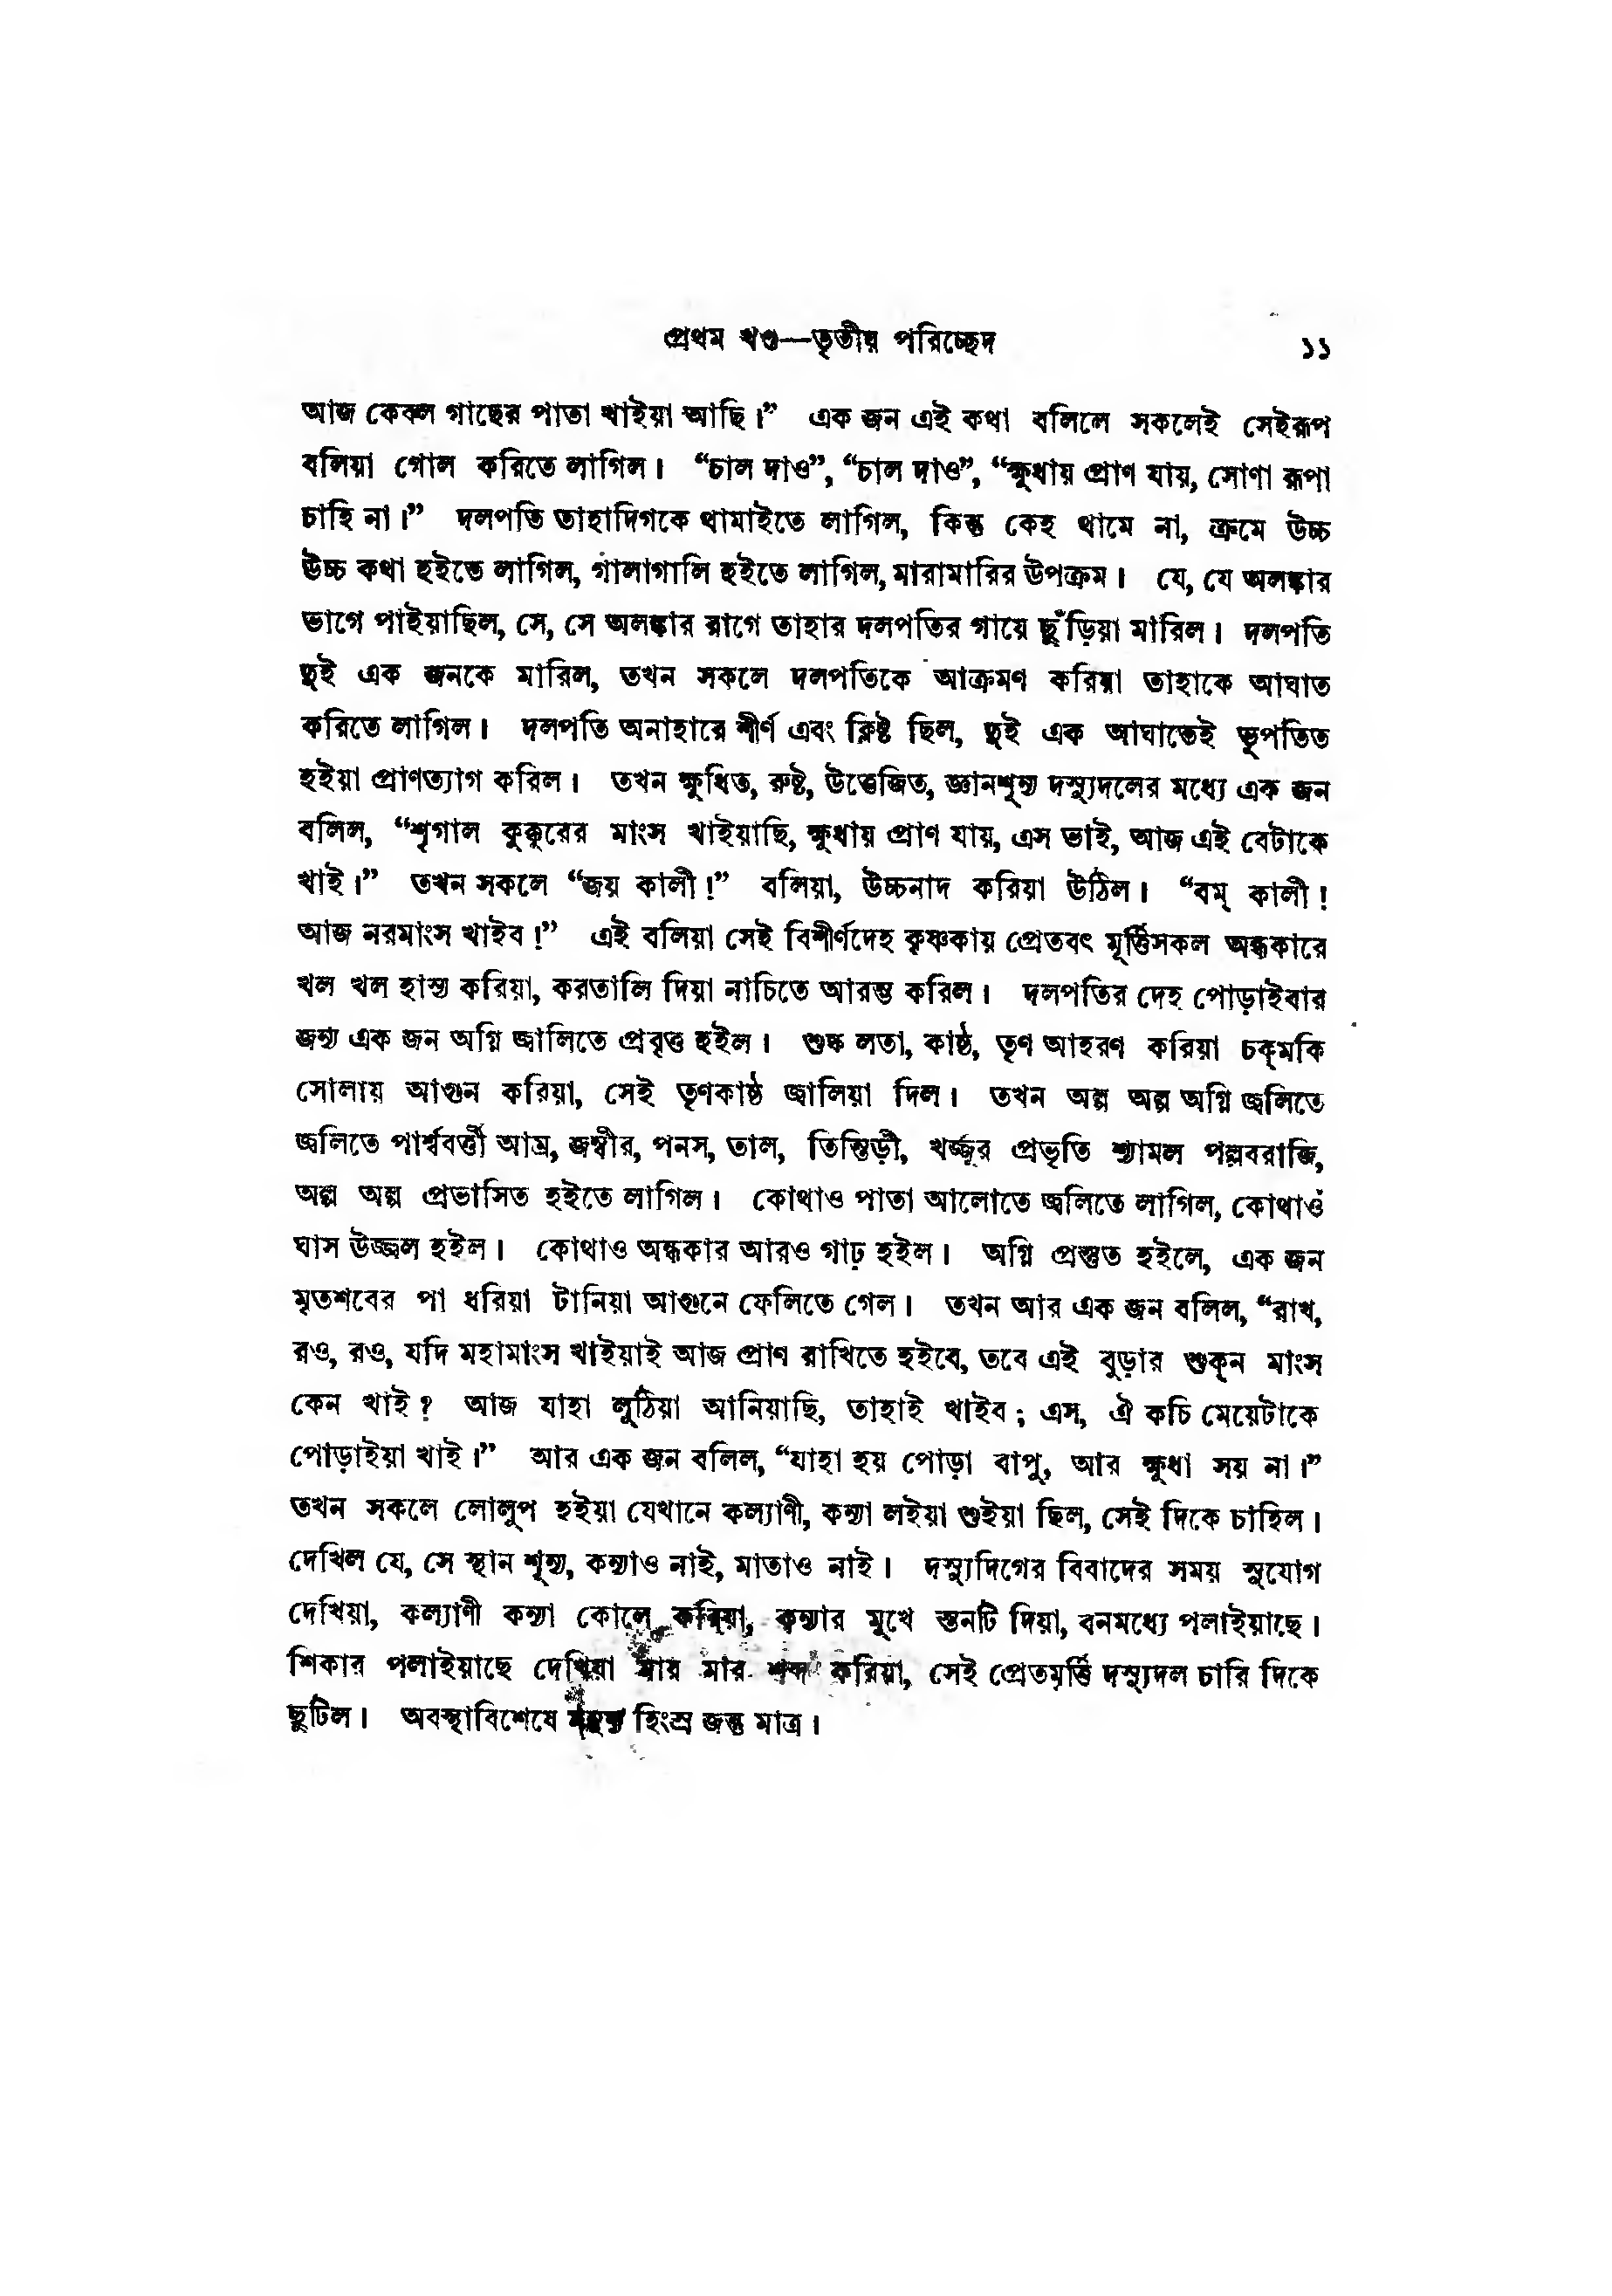 প্রথম খণ্ড—তৃতীয় পরিচ্ছেদ ১১
আজ কেবল গাছের পাতা খাইয়া আছি।” এক জন এই কথা বলিলে সকলেই সেইরূপ
বলিয়া গোল করিতে লাগিল। “চাল দাও”, “চাল দাও”, “ক্ষুধায় প্রাণ যায়, সোণা রূপা
চাহি না।” দলপতি তাহাদিগকে থামাইতে লাগিল, কিন্তু কেহ থামে না, ক্রমে উচ্চ
উচ্চ কথা হইতে লাগিল, গালাগালি হইতে লাগিল, মারামারির উপক্রম। যে, যে অলঙ্কার
ভাগে পাইয়াছিল, সে, সে অলঙ্কার রাগে তাহার দলপতির গায়ে ছুঁড়িয়া মারিল। দলপতি
দুই এক জনকে মারিল, তখন সকলে দলপতিকে আক্রমণ করিয়া তাহাকে আঘাত
করিতে লাগিল। দলপতি অনাহারে শীর্ণ এবং ক্লিষ্ট ছিল, দুই এক আঘাতেই ভূপতিত
হইয়া প্রাণত্যাগ করিল। তখন ক্ষুধিত, রুষ্ট, উত্তেজিত, জ্ঞানশূন্য দস্যুদলের মধ্যে এক জন
বলিল, “শৃগাল কুক্কুরের মাংস খাইয়াছি, ক্ষুধায় প্রাণ যায়, এস ভাই, আজ এই বেটাকে
খাই।” তখন সকলে “জয় কালী!” বলিয়া, উচ্চনাদ করিয়া উঠিল। “বম্ কালী!
আজ নরমাংস খাইব!” এই বলিয়া সেই বিশীর্ণদেহ কৃষ্ণকায় প্রেতবৎ মূর্ত্তিসকল অন্ধকারে
খল খল হাস্য করিয়া, করতালি দিয়া নাচিতে আরম্ভ করিল। দলপতির দেহ পোড়াইবার
জন্য এক জন অগ্নি জ্বালিতে প্রবৃত্ত হইল। শুষ্ক লতা, কাষ্ঠ, তৃণ আহরণ করিয়া চক্‌মকি
সোলায় আগুন করিয়া, সেই তৃণকাষ্ঠ জ্বালিয়া দিল। তখন অল্প অল্প অগ্নি জ্বলিতে
জ্বলিতে পার্শ্ববর্ত্তী আম্র, জম্বীর, পনস, তাল, তিন্তিড়ী, খর্জ্জূর প্রভৃতি শ্যামল পল্লবরাজি,
অল্প অল্প প্রভাসিত হইতে লাগিল। কোথাও পাতা আলোতে জ্বলিতে লাগিল, কোথাও
ঘাস উজ্জ্বল হইল। কোথাও অন্ধকার আরও গাঢ় হইল। অগ্নি প্রস্তুত হইলে, এক জন
মৃতশবের পা ধরিয়া টানিয়া আগুনে ফেলিতে গেল। তখন আর এক জন বলিল, “রাখ,
রও, রও, যদি মহামাংস খাইয়াই আজ প্রাণ রাখিতে হইবে, তবে এই বুড়ার শুক্‌ন মাংস
কেন খাই? আজ যাহা লুঠিয়া আনিয়াছি, তাহাই খাইব; এস, ঐ কচি মেয়েটাকে
পোড়াইয়া খাই।” আর এক জন বলিল, “যাহা হয় পোড়া বাপু, আর ক্ষুধা সয় না।”
তখন সকলে লোলুপ হইয়া যেখানে কল্যাণী, কন্যা লইয়া শুইয়া ছিল, সেই দিকে চাহিল।
দেখিল যে, সে স্থান শূন্য, কন্যাও নাই, মাতাও নাই। দস্যুদিগের বিবাদের সময় সুযোগ
দেখিয়া, কল্যাণী কন্যা কোলে করিয়া, কন্যার মুখে স্তনটি দিয়া, বনমধ্যে পলাইয়াছে।
শিকার পলাইয়াছে দেখিয়া মার মার শব্দ করিয়া, সেই প্রেতমূর্ত্তি দস্যুদল চারি দিকে
ছুটিল। অবস্থাবিশেষে মনুষ্য হিংস্র জন্তু মাত্র।